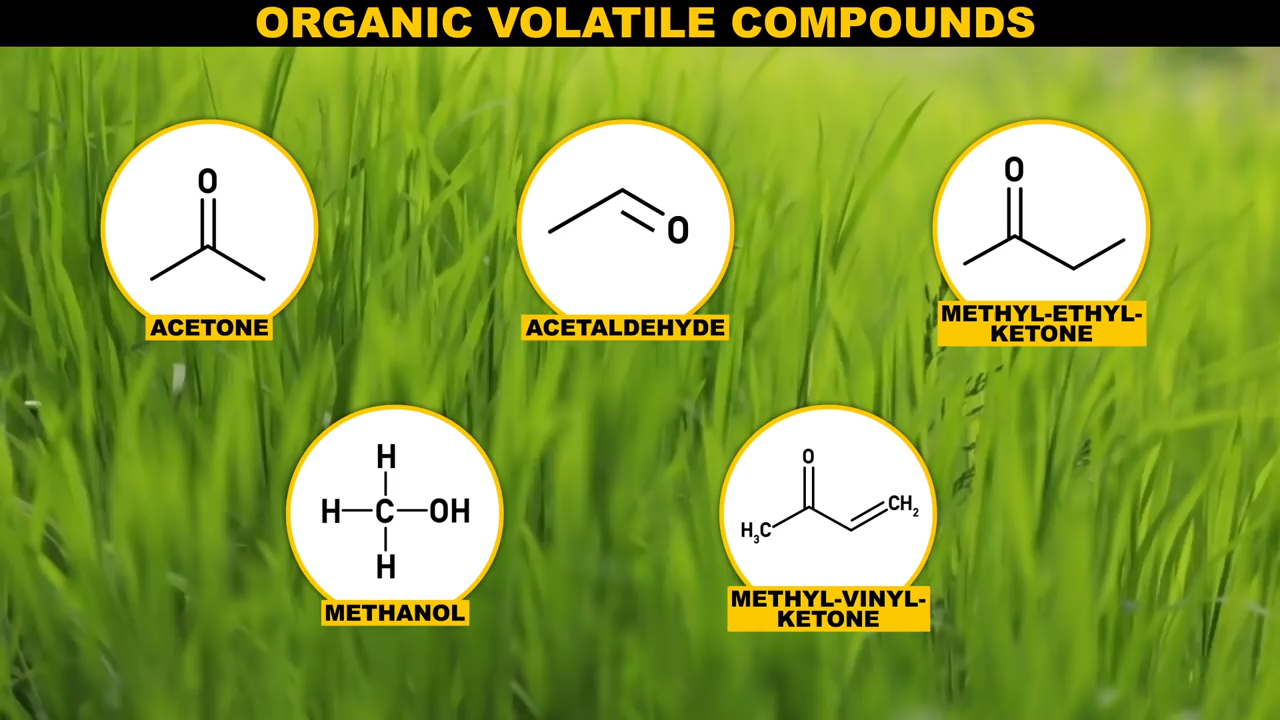 ORGANIC VOLATILE COMPOUNDS
O
ACETONE
O
ACETALDEHYDE
O
METHYL-ETHYL-
KETONE
H
H C OH
H
METHANOL
O
H₃C CH₂
METHYL-VINYL-
KETONE